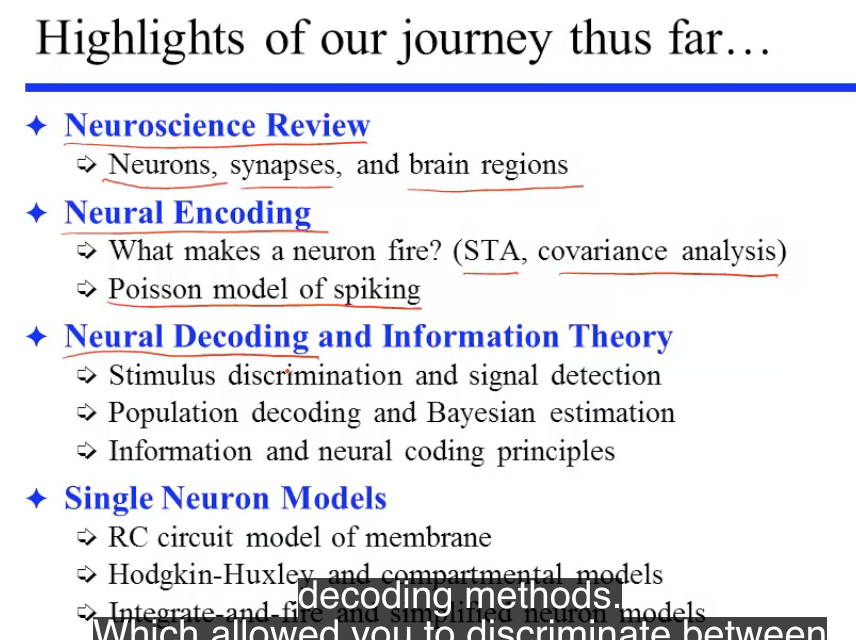 Highlights of our journey thus far…
Neuroscience Review
Neurons, synapses, and brain regions
Neural Encoding
What makes a neuron fire? (STA, covariance analysis)
Poisson model of spiking
Neural Decoding and Information Theory
Stimulus discrimination and signal detection
Population decoding and Bayesian estimation
Information and neural coding principles
Single Neuron Models
RC circuit model of membrane
Hodgkin-Huxley and compartmental models
Integrate-and-fire and simplified neuron models
decoding methods.
Which allowed you to discriminate between